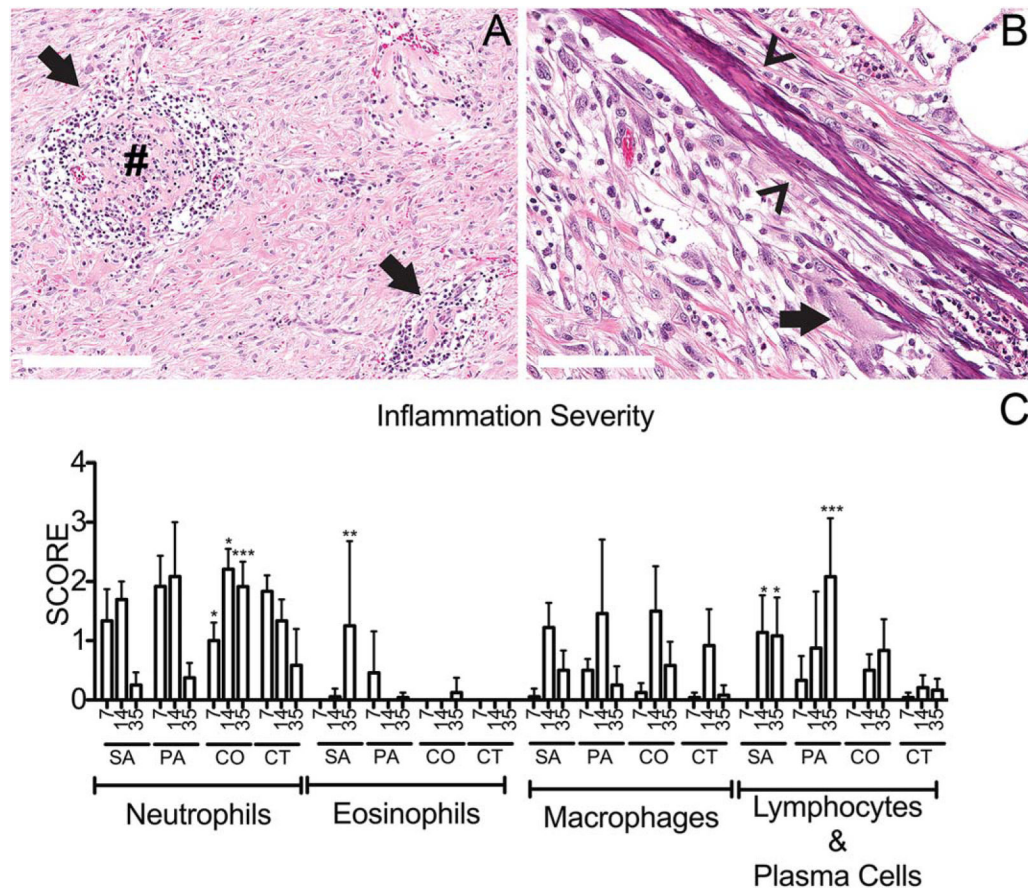 A
B
#
Inflammation Severity
C
SCORE
4
3
2
1
0
* * *** ** * * ***
7 14 35 7 14 35 7 14 35 7 14 35 7 14 35 7 14 35 7 14 35 7 14 35 7 14 35 7 14 35 7 14 35 7 14 35 7 14 35 7 14 35 7 14 35 7 14 35
SA PA CO CT SA PA CO CT SA PA CO CT SA PA CO CT
Neutrophils Eosinophils Macrophages Lymphocytes
&
Plasma Cells